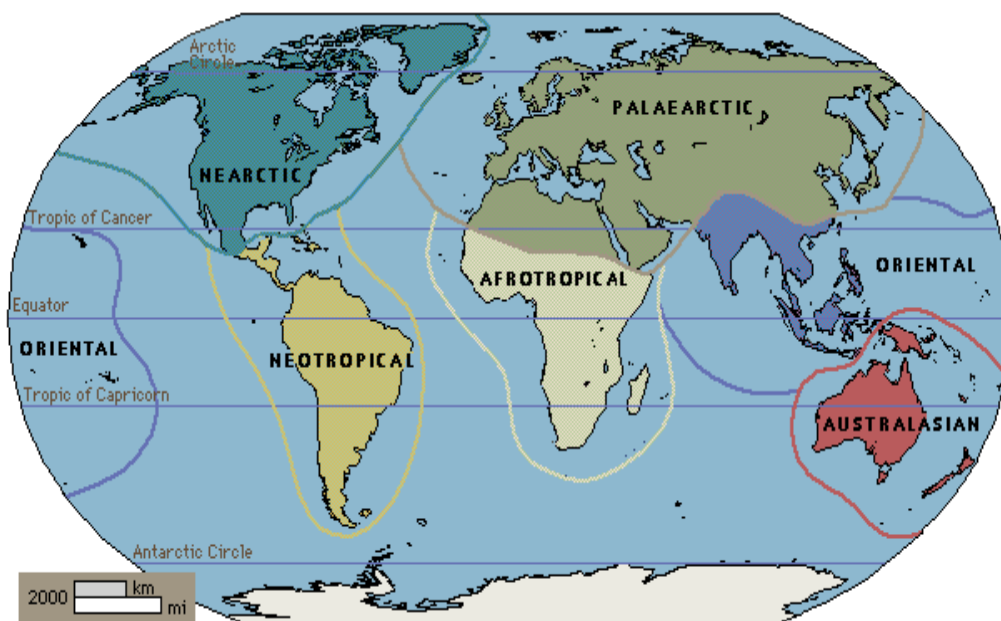 Arctic
Circle
PALAEARCTIC
NEARCTIC
Tropic of Cancer
AFROTROPICAL
ORIENTAL
Equator
ORIENTAL
NEOTROPICAL
Tropic of Capricorn
AUSTRALASIAN
Antarctic Circle
2000
km
mi